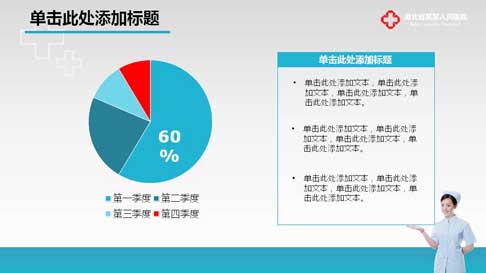 单击此处添加标题
湖北省某某人民医院
60
%
第一季度 第二季度
第三季度 第四季度
单击此处添加标题
• 单击此处添加文本，单击此处添
加文本，单击此处添加文本，单
击此处添加文本。
• 单击此处添加文本，单击此处添
加文本，单击此处添加文本，单
击此处添加文本。
• 单击此处添加文本，单击此处添
加文本，单击此处添加文本，单
击此处添加文本。